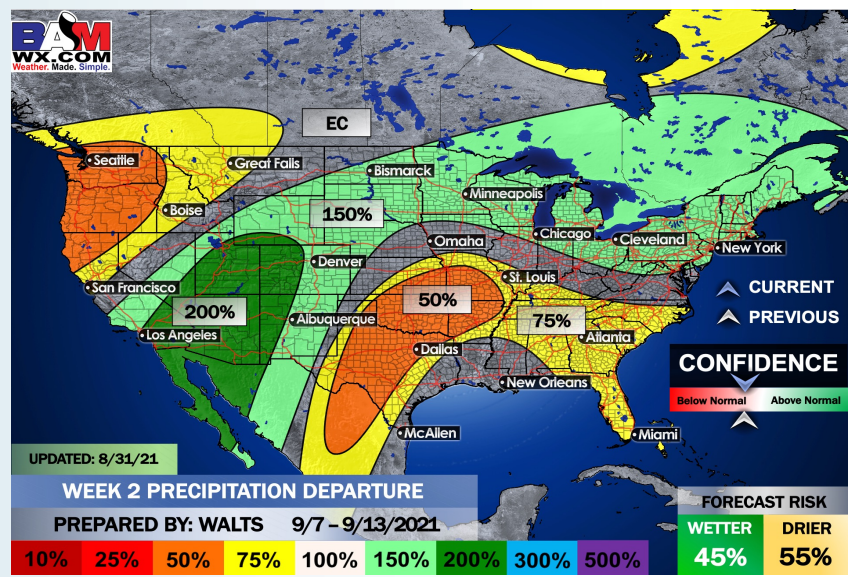 BAM
WX.COM
Weather. Made. Simple.
EC
Seattle
Great Falls
Bismarck
Minneapolis
Boise
150%
Omaha
Chicago
Cleveland
New York
Denver
San Francisco
St. Louis
200%
50%
75%
Albuquerque
Los Angeles
Atlanta
Dallas
New Orleans
McAllen
Miami
CURRENT
PREVIOUS
CONFIDENCE
Below Normal Above Normal
UPDATED: 8/31/21
WEEK 2 PRECIPITATION DEPARTURE
PREPARED BY: WALTS 9/7 – 9/13/2021
10% 25% 50% 75% 100% 150% 200% 300% 500%
FORECAST RISK
WETTER DRIER
45% 55%